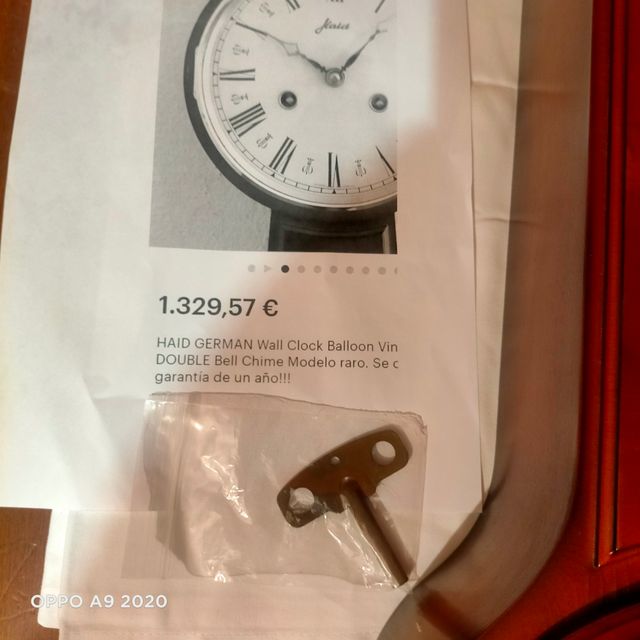 Haid
1.329,57 €
HAID GERMAN Wall Clock Balloon Vin
DOUBLE Bell Chime Modelo raro. Se
garantía de un año!!!
OPPO A9 2020